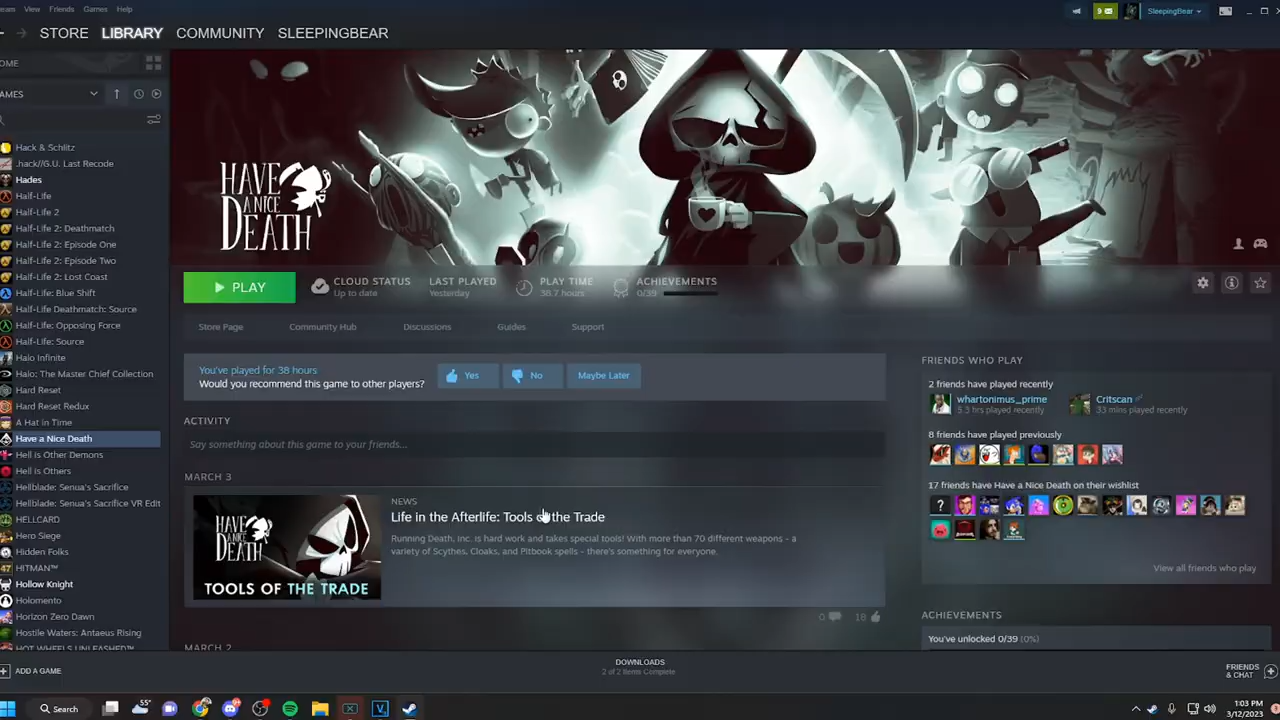 View Friends Games Help
9
SleepingBear
STORE LIBRARY COMMUNITY SLEEPINGBEAR
Hack & Schlitz
.hack//G.U. Last Recode
Hades
Half-Life
Half-Life 2
Half-Life 2: Deathmatch
Half-Life 2: Episode One
Half-Life 2: Episode Two
Half-Life 2: Lost Coast
Half-Life: Blue Shift
Half-Life Deathmatch: Source
Half-Life: Opposing Force
Half-Life: Source
Halo Infinite
Halo: The Master Chief Collection
Hard Reset
Hard Reset Redux
A Hat in Time
Have a Nice Death
Hell is Other Demons
Hell is Others
Hellblade: Senua's Sacrifice
Hellblade: Senua's Sacrifice VR Edit
HELLCARD
Hero Siege
Hidden Folks
HITMAN™
Hollow Knight
Holomento
Horizon Zero Dawn
Hostile Waters: Antaeus Rising
HOT WHEELS UNLEASHED™
ADD A GAME
HAVE
A NICE
DEATH
PLAY
CLOUD STATUS
Up to date
LAST PLAYED
Yesterday
PLAY TIME
38.7 hours
ACHIEVEMENTS
0/39
Store Page Community Hub Discussions Guides Support
You've played for 38 hours
Would you recommend this game to other players?
Yes No Maybe Later
ACTIVITY
Say something about this game to your friends...
MARCH 3
HAVE
A NICE
DEATH
TOOLS OF THE TRADE
NEWS
Life in the Afterlife: Tools of the Trade
Running Death, Inc. is hard work and takes special tools! With more than 70 different weapons - a
variety of Scythes, Cloaks, and Pitbook spells - there's something for everyone.
0 18
MARCH 2
FRIENDS WHO PLAY
2 friends have played recently
whartonimus_prime
Critscan
33 mins played recently
8 friends have played previously
17 friends have Have a Nice Death on their wishlist
View all friends who play
ACHIEVEMENTS
You've unlocked 0/39 (0%)
DOWNLOADS
2 of 2 Items Complete
FRIENDS
& CHAT
Search
55°
1:03 PM
3/12/2023